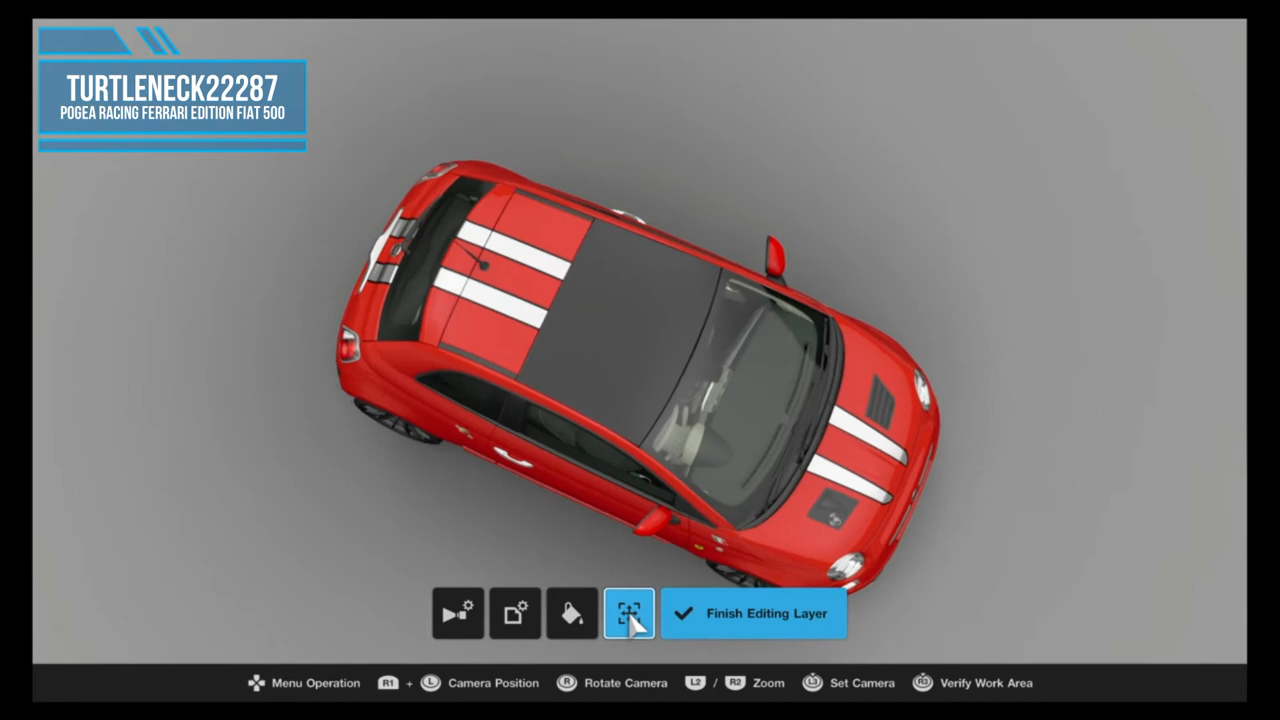 TURTLENECK22287
POGEA RACING FERRARI EDITION FIAT 500
Finish Editing Layer
Menu Operation R1 + L Camera Position R Rotate Camera L2 / R2 Zoom L3 Set Camera R3 Verify Work Area